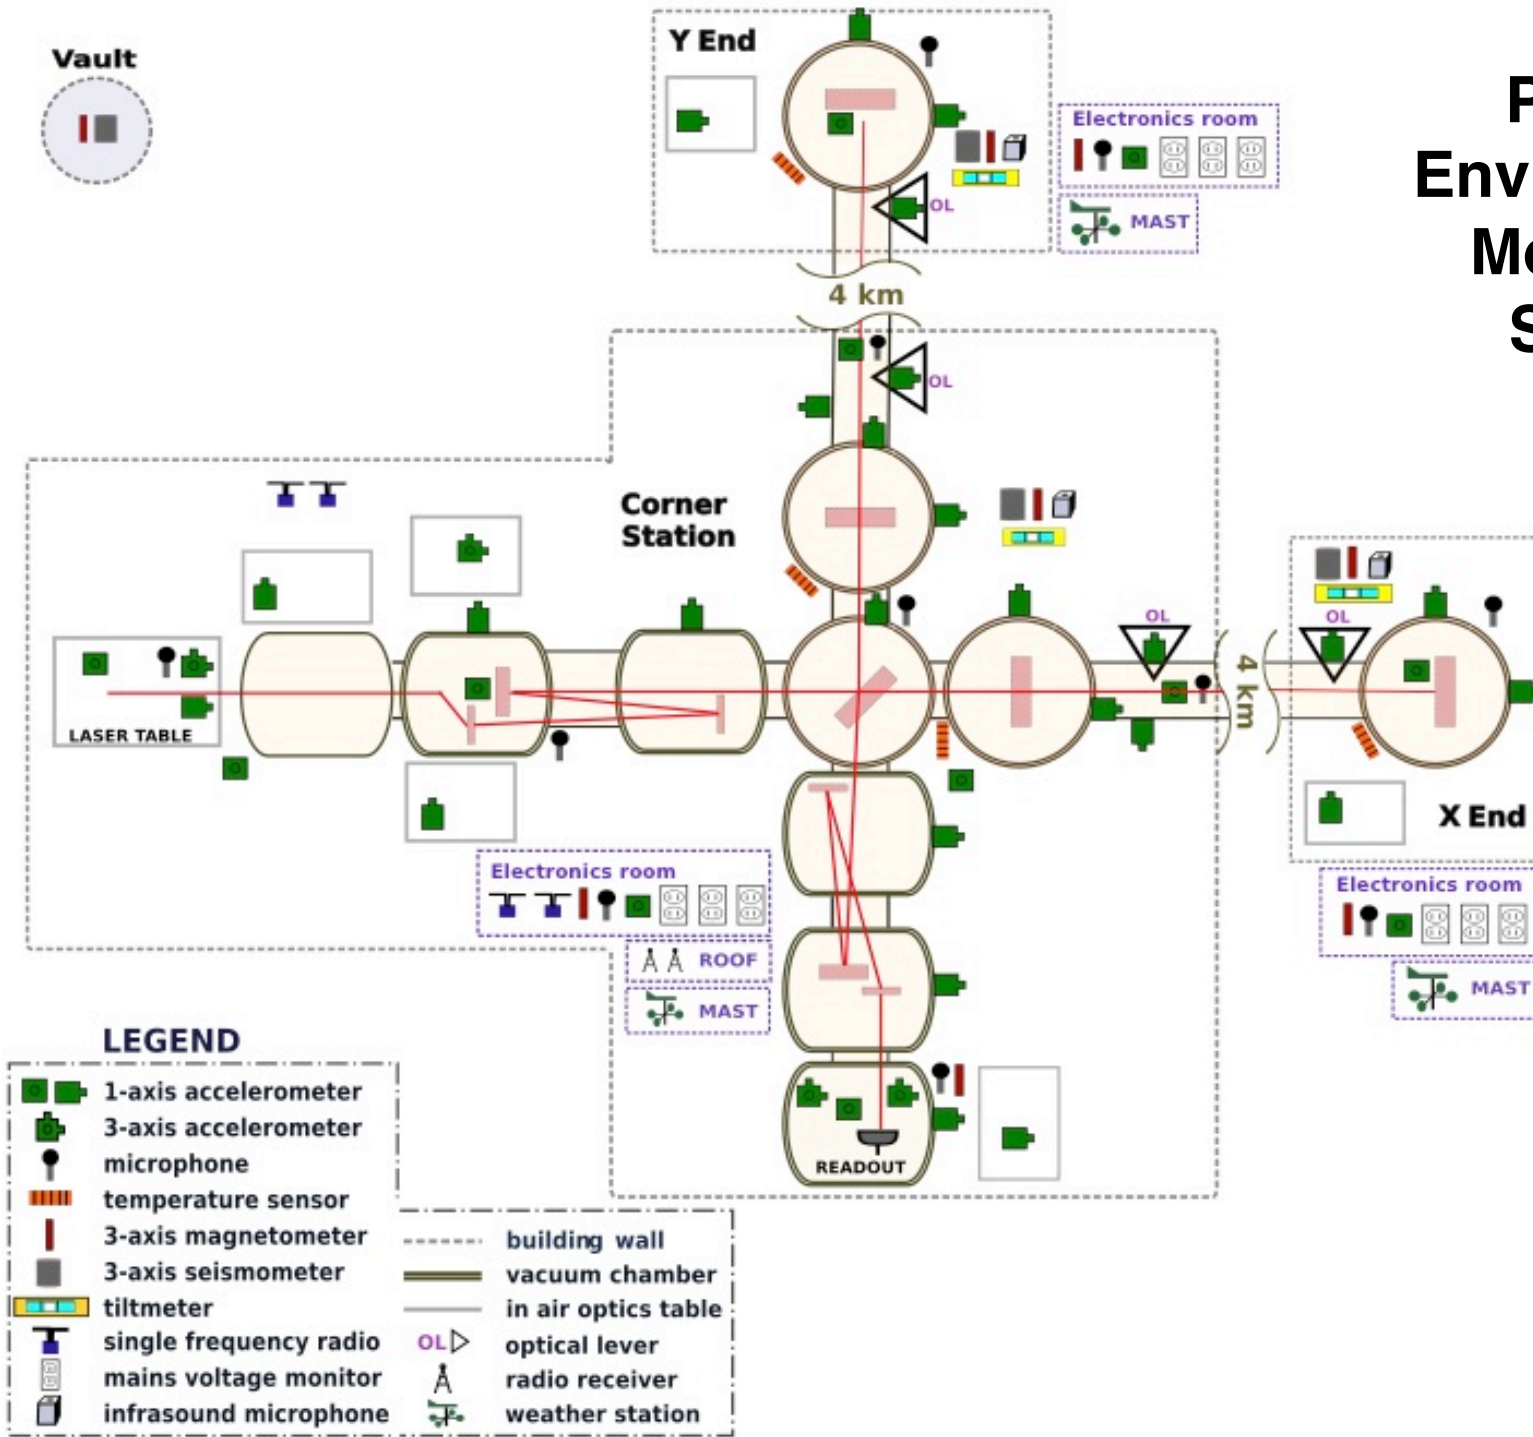 Vault
Y End
Electronics room
MAST
OL
4 km
OL
Corner
Station
OL
4 km
OL
LASER TABLE
X End
Electronics room
ROOF
MAST
Electronics room
MAST
READOUT
P
Env
Mo
S
LEGEND
1-axis accelerometer
3-axis accelerometer
microphone
temperature sensor
3-axis magnetometer
3-axis seismometer
tiltmeter
single frequency radio
mains voltage monitor
infrasound microphone
building wall
vacuum chamber
in air optics table
OL optical lever
radio receiver
weather station